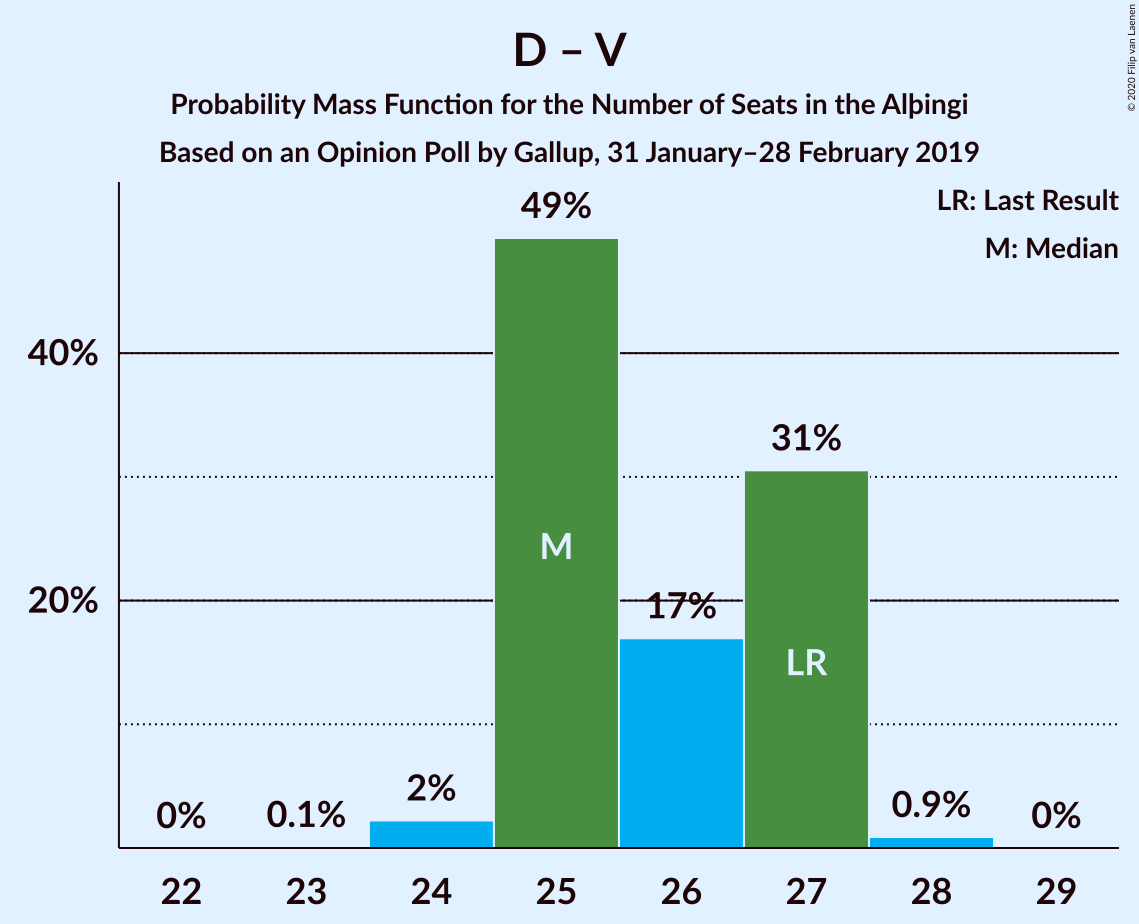 D – V
Probability Mass Function for the Number of Seats in the Alþingi
Based on an Opinion Poll by Gallup, 31 January–28 February 2019
© 2020 Filip van Laenen
LR: Last Result
M: Median
49%
40%
31%
M
20%
17%
LR
2%
0%
0.1%
0.9%
0%
22 23 24 25 26 27 28 29